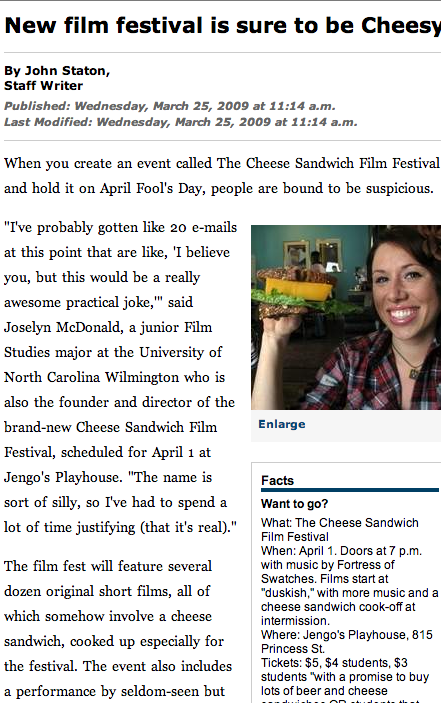 New film festival is sure to be Cheesy
By John Staton,
Staff Writer
Published: Wednesday, March 25, 2009 at 11:14 a.m.
Last Modified: Wednesday, March 25, 2009 at 11:14 a.m.
When you create an event called The Cheese Sandwich Film Festival
and hold it on April Fool's Day, people are bound to be suspicious.
"I've probably gotten like 20 e-mails
at this point that are like, 'I believe
you, but this would be a really
awesome practical joke,'" said
Joselyn McDonald, a junior Film
Studies major at the University of
North Carolina Wilmington who is
also the founder and director of the
brand-new Cheese Sandwich Film
Festival, scheduled for April 1 at
Jengo's Playhouse. "The name is
sort of silly, so I've had to spend a
lot of time justifying (that it's real)."
The film fest will feature several
dozen original short films, all of
which somehow involve a cheese
sandwich, cooked up especially for
the festival. The event also includes
a performance by seldom-seen but
Enlarge
Facts
Want to go?
What: The Cheese Sandwich
Film Festival
When: April 1. Doors at 7 p.m.
with music by Fortress of
Swatches. Films start at
"duskish," with more music and a
cheese sandwich cook-off at
intermission.
Where: Jengo's Playhouse, 815
Princess St.
Tickets: $5, $4 students, $3
students "with a promise to buy
lots of beer and cheese
sandwiches OR students that